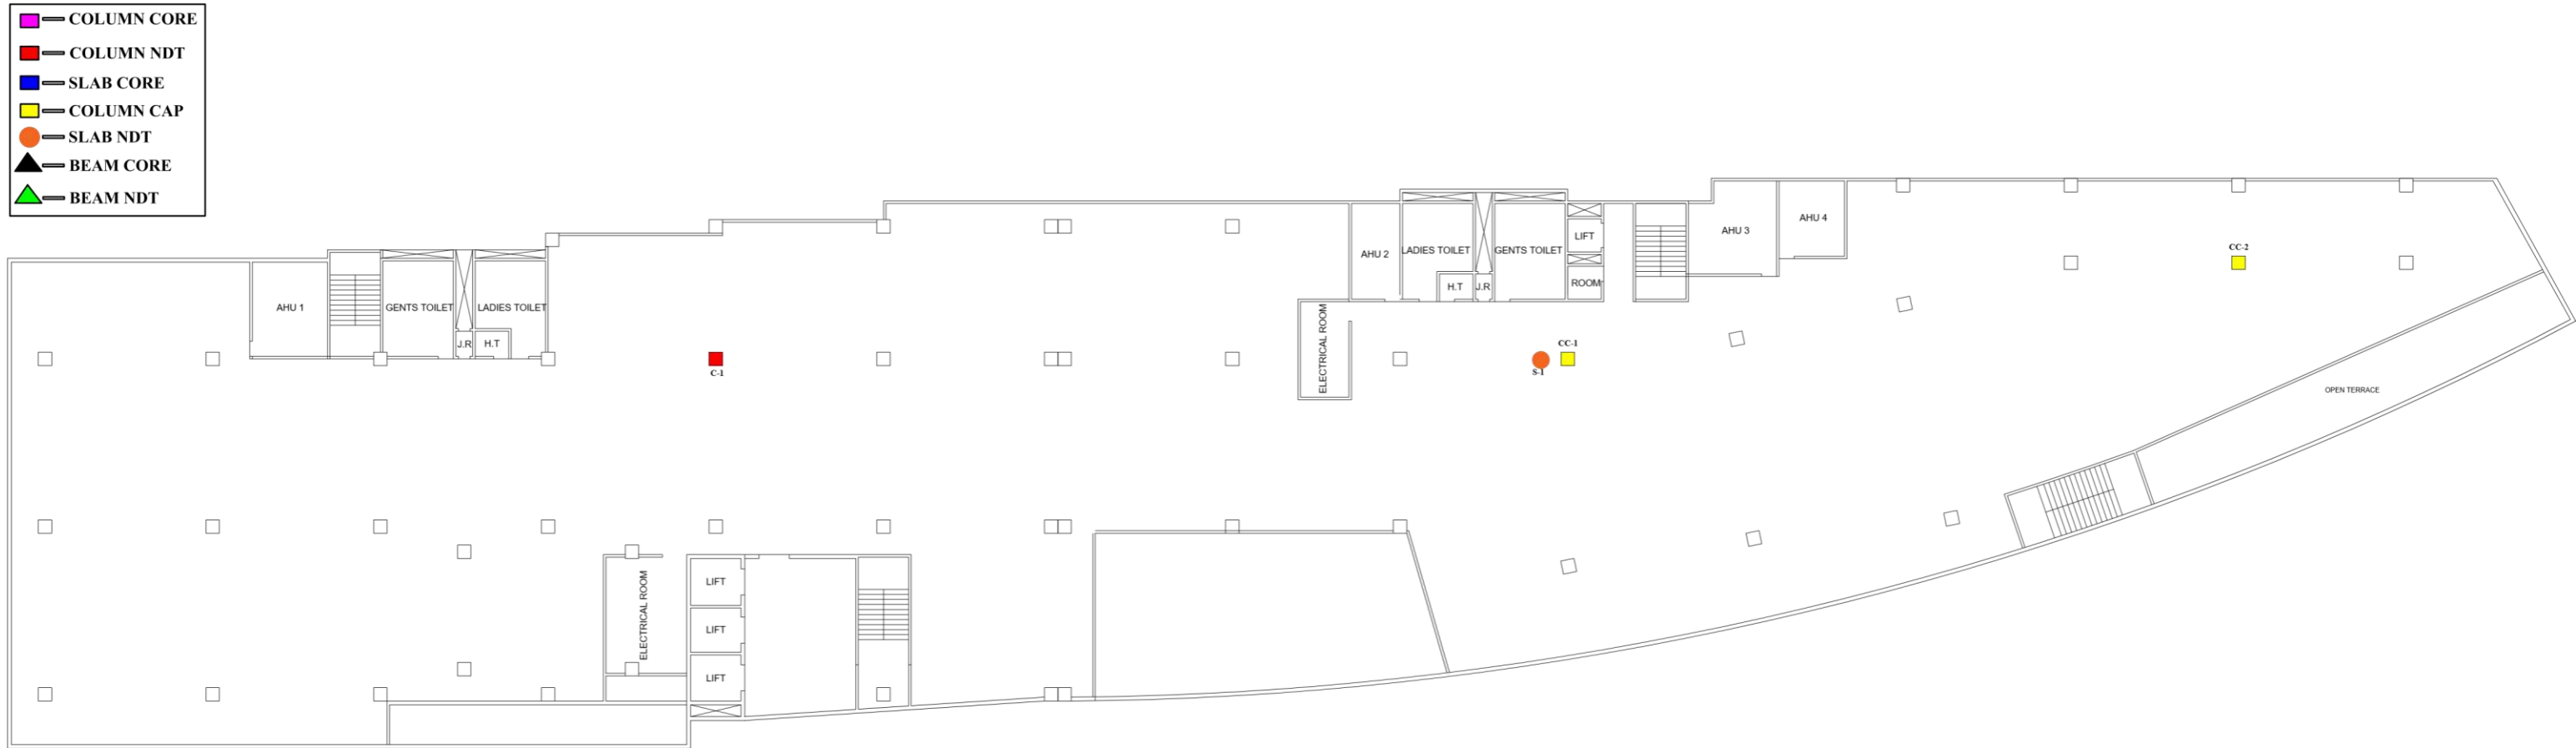 COLUMN CORE
COLUMN NDT
SLAB CORE
COLUMN CAP
SLAB NDT
BEAM CORE
BEAM NDT
AHU 1
GENTS TOILET
LADIES TOILET
J.R
H.T
C-1
ELECTRICAL ROOM
LIFT
LIFT
LIFT
ELECTRICAL ROOM
AHU 2
LADIES TOILET
H.T
J.R
GENTS TOILET
LIFT
ROOM
AHU 3
AHU 4
CC-1
S-1
CC-2
OPEN TERRACE